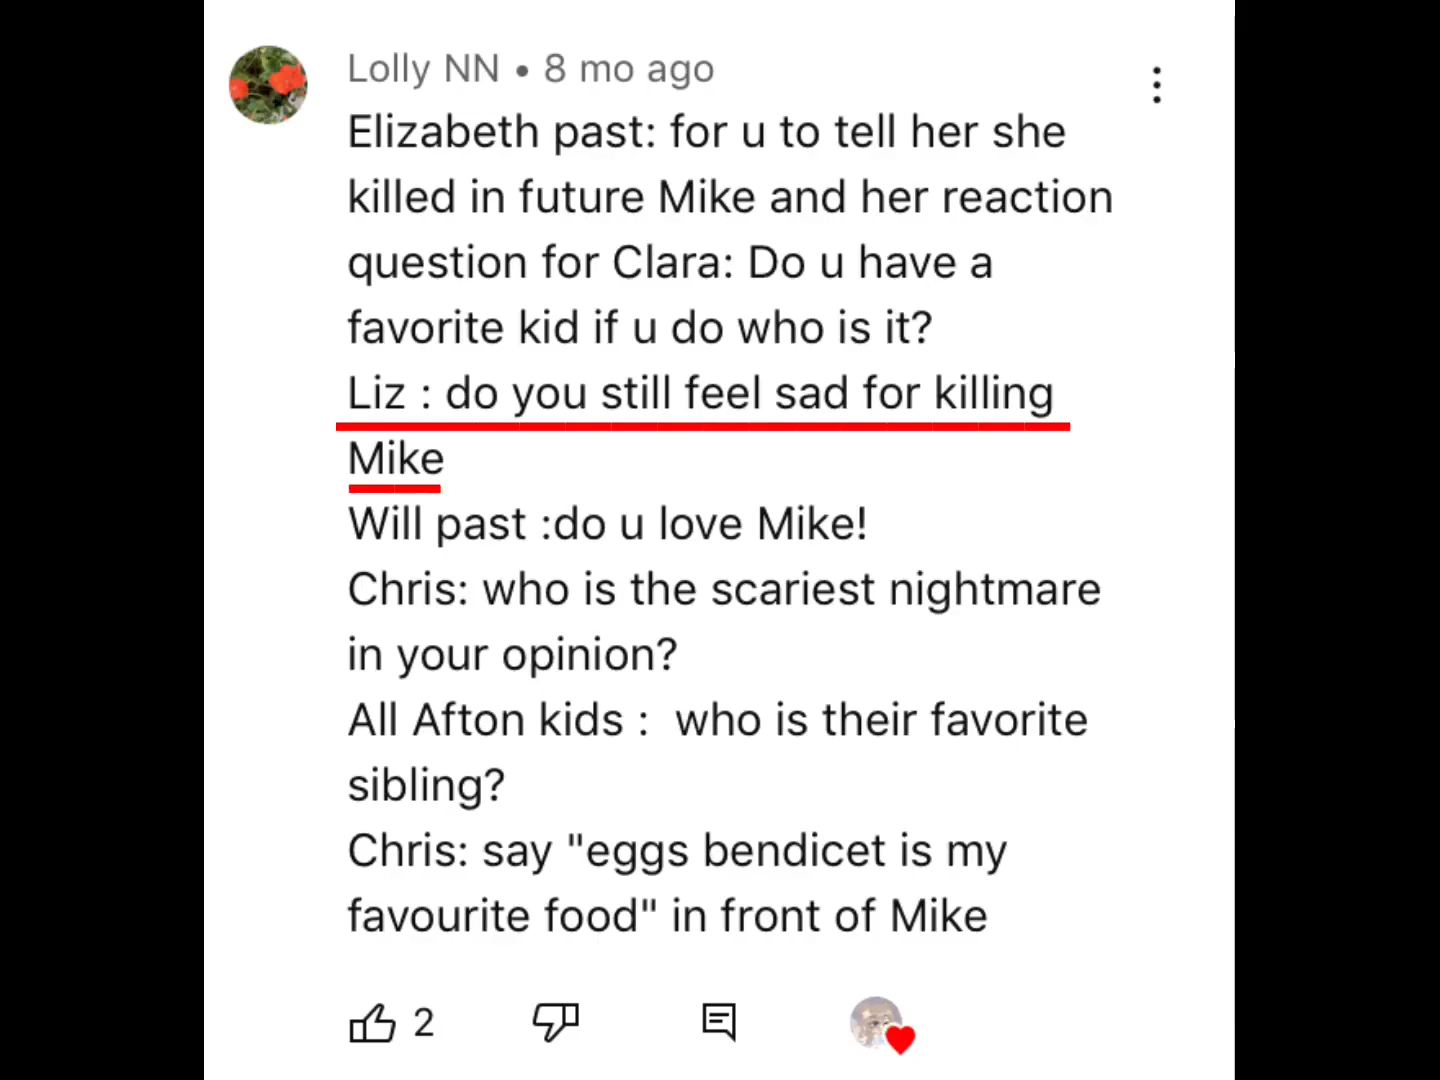 Lolly NN • 8 mo ago
Elizabeth past: for u to tell her she
killed in future Mike and her reaction
question for Clara: Do u have a
favorite kid if u do who is it?
Liz : do you still feel sad for killing
Mike
Will past :do u love Mike!
Chris: who is the scariest nightmare
in your opinion?
All Afton kids :  who is their favorite
sibling?
Chris: say "eggs bendicet is my
favourite food" in front of Mike
2